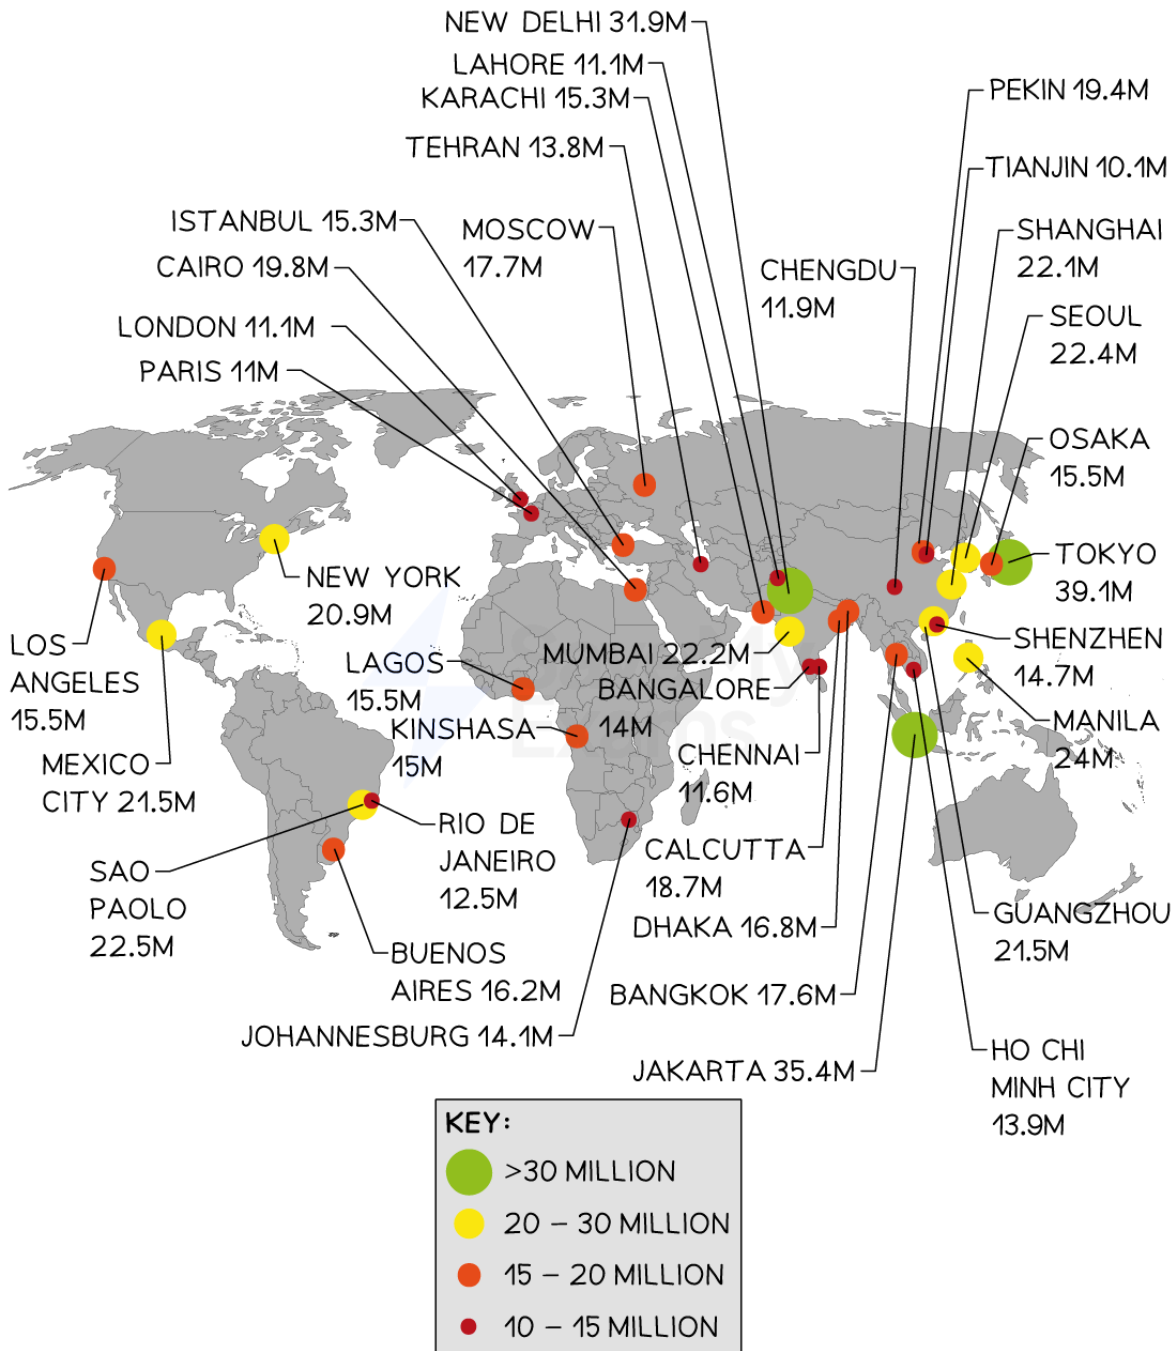 NEW DELHI 31.9M
LAHORE 11.1M
KARACHI 15.3M
TEHRAN 13.8M
PEKIN 19.4M
TIANJIN 10.1M
ISTANBUL 15.3M
MOSCOW
17.7M
SHANGHAI
22.1M
CAIRO 19.8M
CHENGDU
11.9M
LONDON 11.1M
SEOUL
22.4M
PARIS 11M
OSAKA
15.5M
NEW YORK
20.9M
TOKYO
39.1M
LOS
ANGELES
15.5M
LAGOS
15.5M
MUMBAI 22.2M
BANGALORE
14M
SHENZHEN
14.7M
KINSHASA
15M
MANILA
24M
MEXICO
CITY 21.5M
CHENNAI
11.6M
RIO DE
JANEIRO
12.5M
CALCUTTA
18.7M
SAO
PAOLO
22.5M
DHAKA 16.8M
GUANGZHOU
21.5M
BUENOS
AIRES 16.2M
BANGKOK 17.6M
JOHANNESBURG 14.1M
JAKARTA 35.4M
HO CHI
MINH CITY
13.9M
KEY:
>30 MILLION
20 – 30 MILLION
15 – 20 MILLION
10 – 15 MILLION